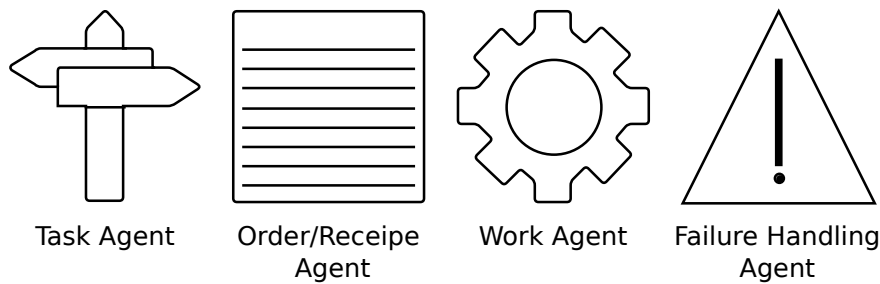 Task Agent
Order/Receipe
Agent
Work Agent
Failure Handling
Agent